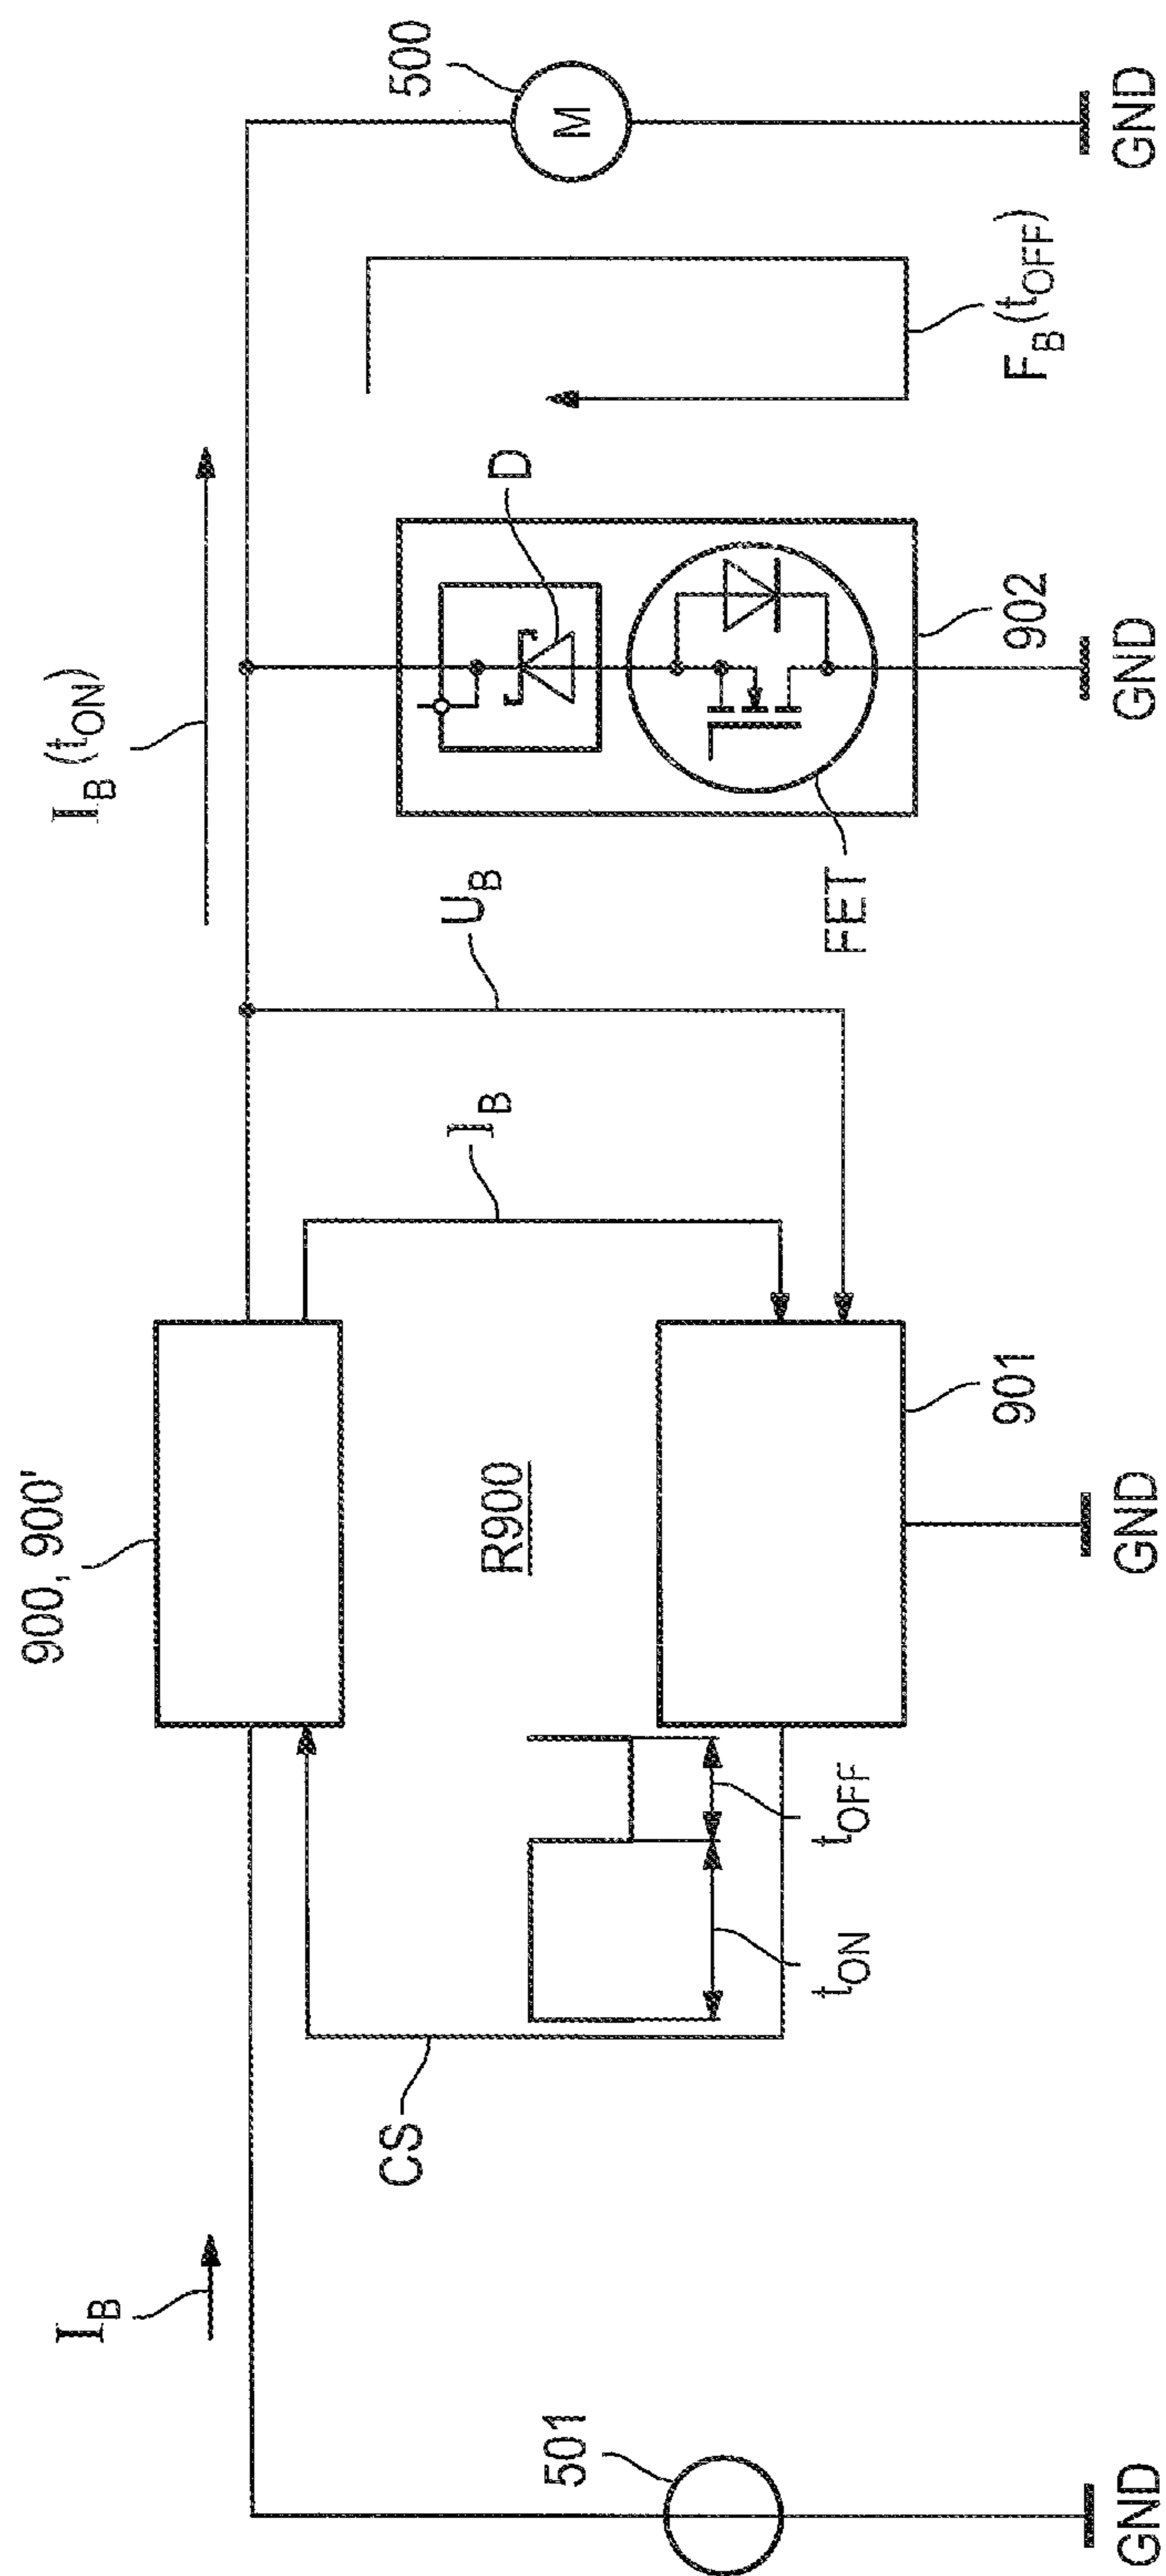 I_B (t_ON)
500
I_B
900, 900'
D
U_B
I_B
R900
CS
501
t_ON
t_OFF
FET
F_B (t_OFF)
M
901
902
GND
GND
GND
GND